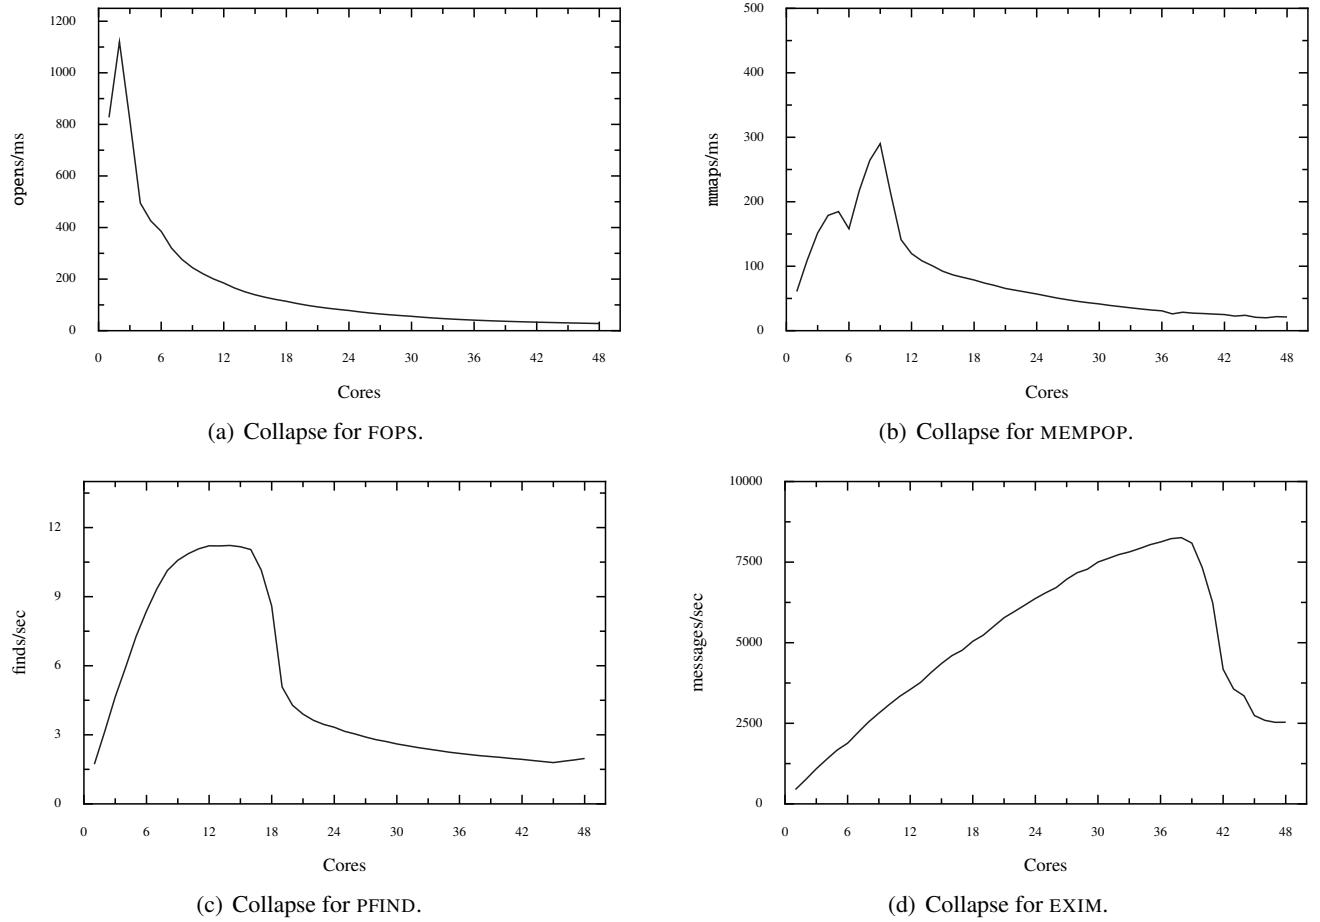 1200
1000
800
600
400
200
0
opens/ms
0 6 12 18 24 30 36 42 48
Cores
(a) Collapse for FOPS.
500
400
300
200
100
0
mmaps/ms
0 6 12 18 24 30 36 42 48
Cores
(b) Collapse for MEMPOP.
12
9
6
3
0
finds/sec
0 6 12 18 24 30 36 42 48
Cores
(c) Collapse for PFIND.
10000
7500
5000
2500
0
messages/sec
0 6 12 18 24 30 36 42 48
Cores
(d) Collapse for EXIM.